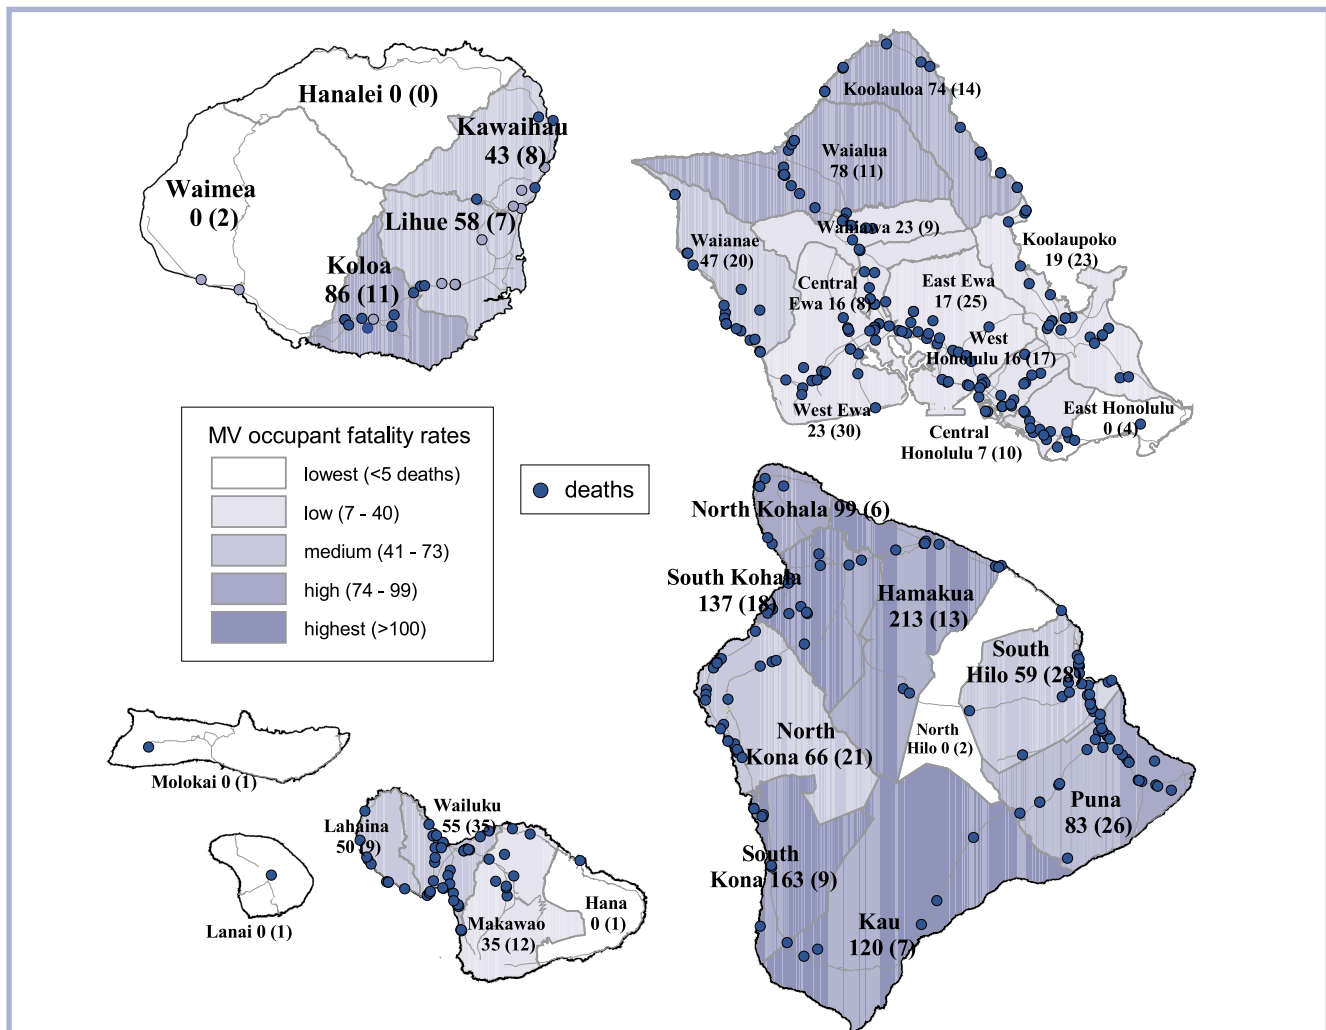 Hanalei 0 (0)
Kawaihau
43 (8)
Waimea
0 (2)
Lihue 58 (7)
Koloa
86 (11)
Koolauloa 74 (14)
Waialua
78 (11)
Wahiawa 23 (9)
Waianae
47 (20)
Koolaupoko
19 (23)
Central
Ewa 16 (8)
East Ewa
17 (25)
West
Honolulu 16 (17)
West Ewa
23 (30)
East Honolulu
0 (4)
Central
Honolulu 7 (10)
MV occupant fatality rates
lowest (<5 deaths)
low (7 - 40)
medium (41 - 73)
high (74 - 99)
highest (>100)
deaths
North Kohala 99 (6)
South Kohala
137 (18)
Hamakua
213 (13)
South
Hilo 59 (28)
North
Hilo 0 (2)
North
Kona 66 (21)
Puna
83 (26)
South
Kona 163 (9)
Kau
120 (7)
Molokai 0 (1)
Lanai 0 (1)
Lahaina
50 (9)
Wailuku
55 (35)
Makawao
35 (12)
Hana
0 (1)